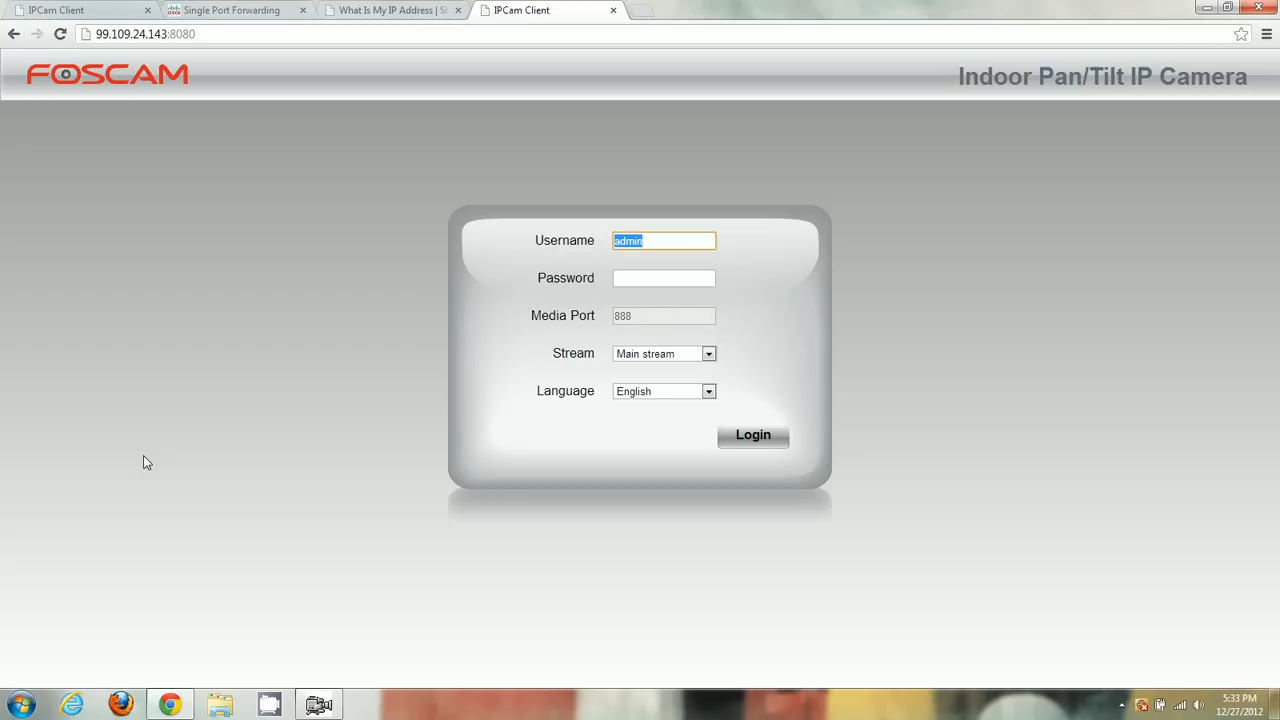 IPCam Client
Single Port Forwarding
What Is My IP Address |
IPCam Client
99.109.24.143:8080
FOSCAM
Indoor Pan/Tilt IP Camera
Username
admin
Password
Media Port
888
Stream
Main stream
Language
English
Login
5:33 PM
12/27/2012